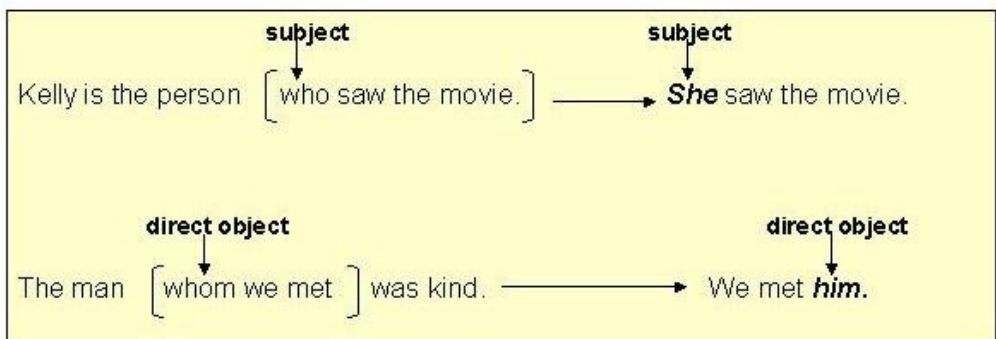 subject subject
Kelly is the person [who saw the movie.] She saw the movie.
direct object direct object
The man [whom we met] was kind. We met him.